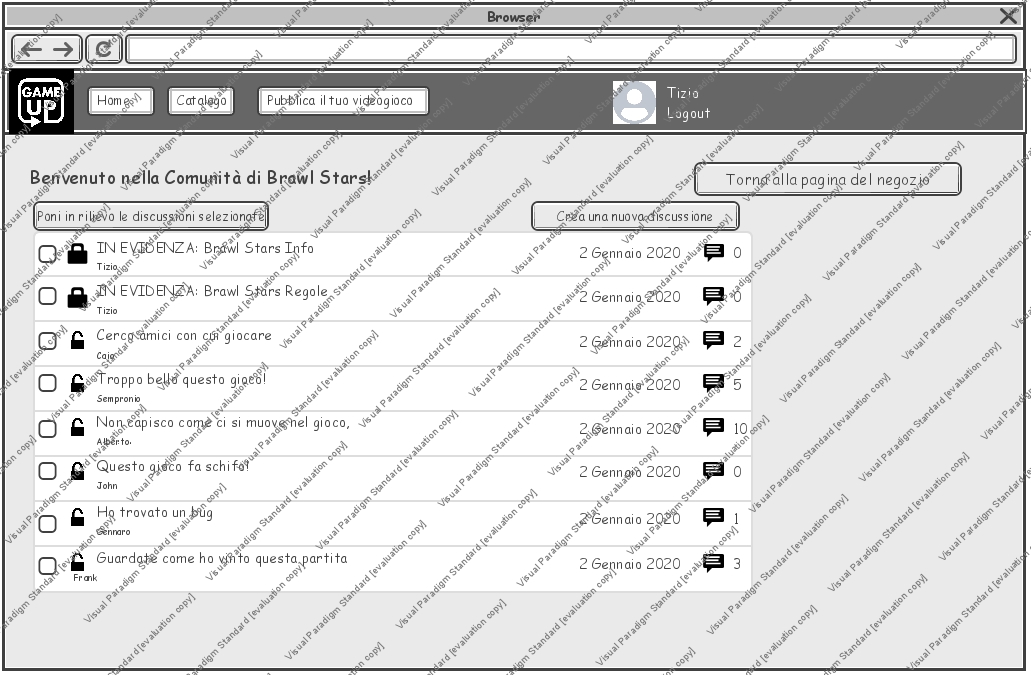 Browser
GAME UP
Home
Catalogo
Pubblica il tuo videogioco
Tizio
Logout
Benvenuto nella Comunità di Brawl Stars!
Torna alla pagina del negozio
Poni in rilievo le discussioni selezionate
Crea una nuova discussione
IN EVIDENZA: Brawl Stars Info
Tizio
2 Gennaio 2020
0
IN EVIDENZA: Brawl Stars Regole
Tizio
2 Gennaio 2020
0
Cerco amici con cui giocare
Caio
2 Gennaio 2020
2
Troppo bello questo gioco!
Sempronio
2 Gennaio 2020
5
Non capisco come ci si muove nel gioco,
Alberto
2 Gennaio 2020
10
Questo gioco fa schifo!
John
2 Gennaio 2020
0
Ho trovato un bug
Gennaro
2 Gennaio 2020
1
Guardate come ho vinto questa partita
Frank
2 Gennaio 2020
3
Visual Paradigm Standard [evaluation copy]